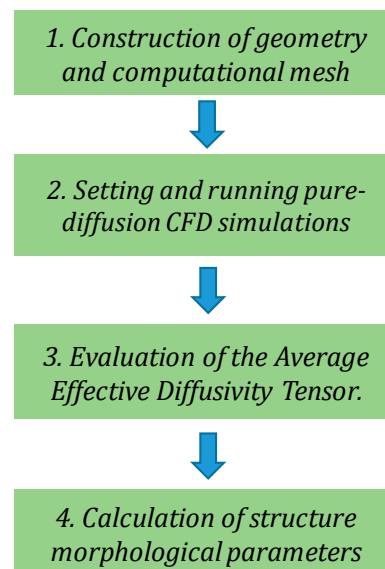 1. Construction of geometry
and computational mesh
2. Setting and running pure-
diffusion CFD simulations
3. Evaluation of the Average
Effective Diffusivity Tensor.
4. Calculation of structure
morphological parameters